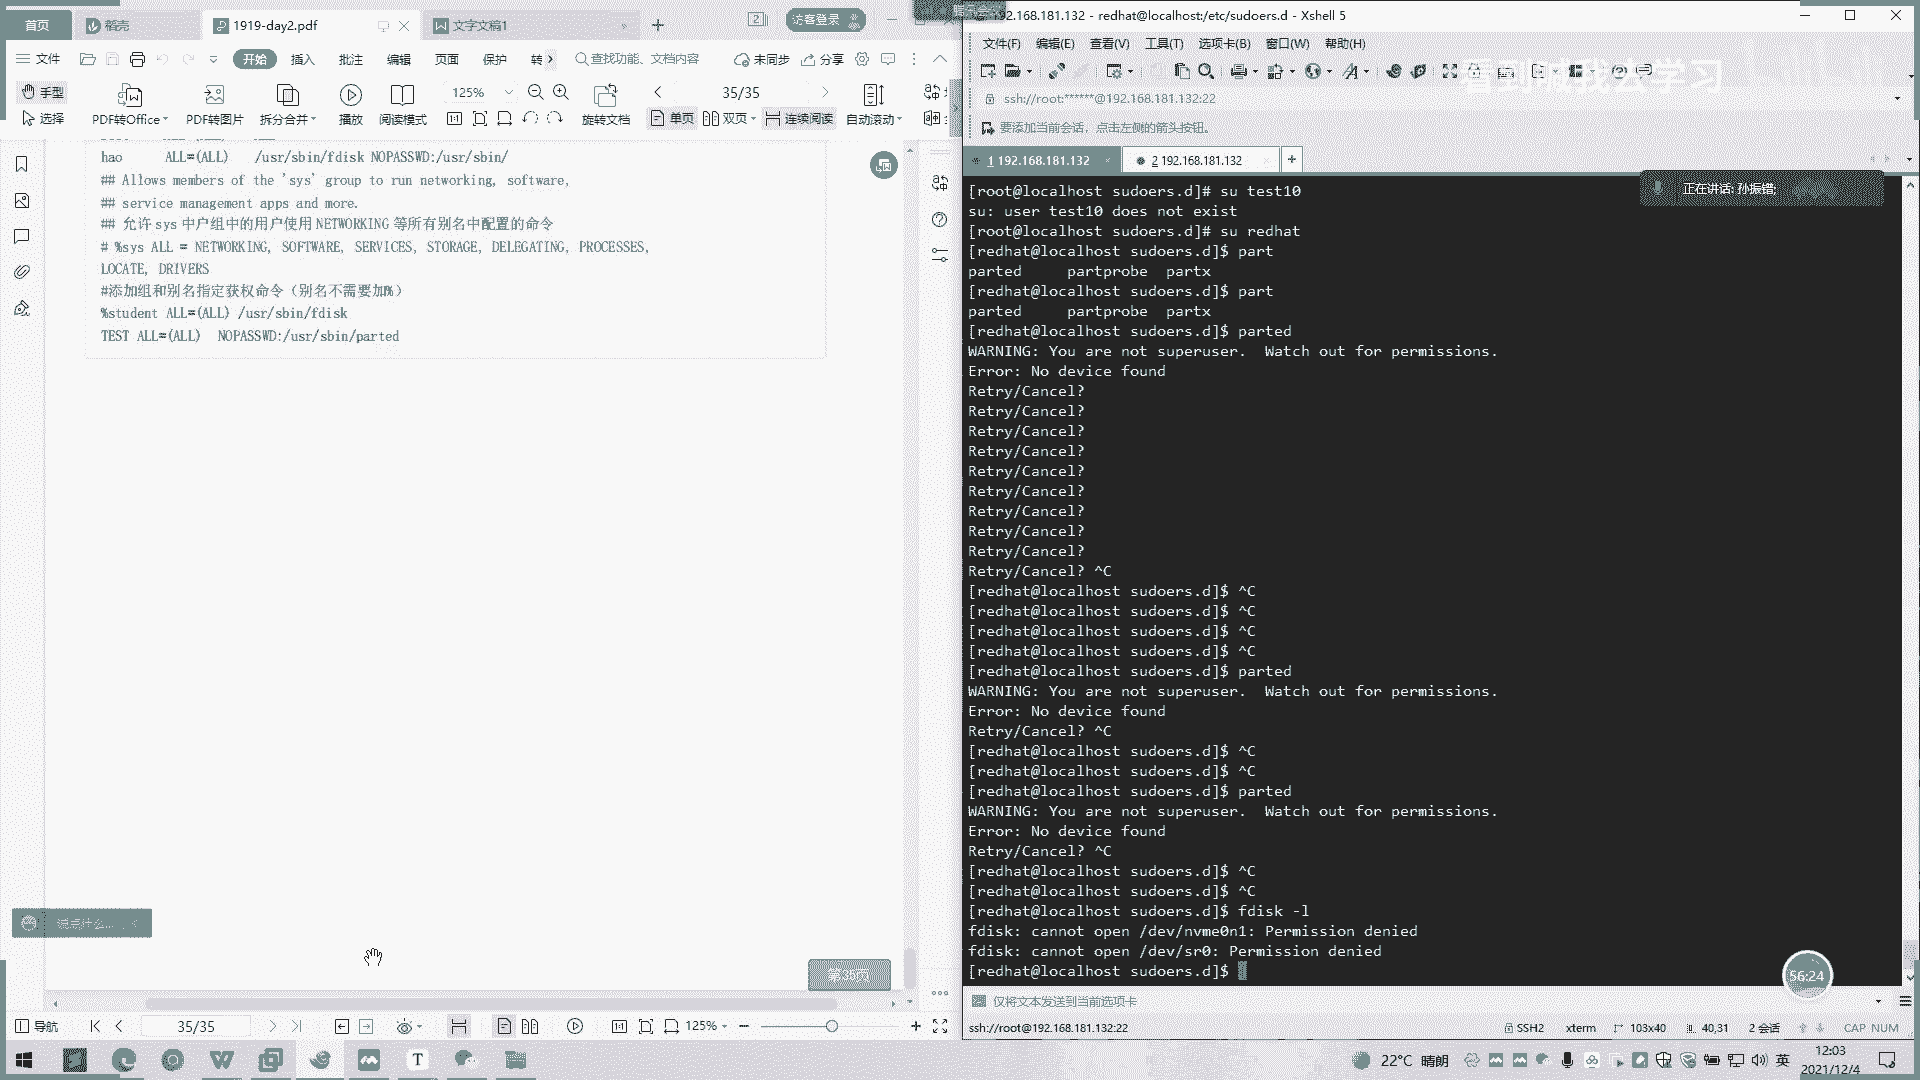 首页
稻壳
1919-day2.pdf
文字文稿1
访客登录
文件
开始
插入
批注
编辑
页面
保护
转
查找功能、文档内容
未同步
分享
手型
选择
PDF转Office
PDF转图片
拆分合并
播放
阅读模式
125%
旋转文档
35/35
单页
双页
连续阅读
自动滚动
hao ALL=(ALL) /usr/sbin/fdisk NOPASSWD:/usr/sbin/
## Allows members of the 'sys' group to run networking, software,
## service management apps and more.
## 允许 sys 中户组中的用户使用 NETWORKING 等所有别名中配置的命令
# %sys ALL = NETWORKING, SOFTWARE, SERVICES, STORAGE, DELEGATING, PROCESSES,
LOCATE, DRIVERS
#添加组和别名指定获权命令（别名不需要加%）
%student ALL=(ALL) /usr/sbin/fdisk
TEST ALL=(ALL) NOPASSWD:/usr/sbin/parted
说点什么...
第35页
导航
35/35
125%
192.168.181.132 - redhat@localhost:/etc/sudoers.d - Xshell 5
文件(F) 编辑(E) 查看(V) 工具(T) 选项卡(B) 窗口(W) 帮助(H)
看到喊我去学习
ssh://root:******@192.168.181.132:22
要添加当前会话，点击左侧的箭头按钮。
1 192.168.181.132
2 192.168.181.132
正在讲话: 孙振锴;
[root@localhost sudoers.d]# su test10
su: user test10 does not exist
[root@localhost sudoers.d]# su redhat
[redhat@localhost sudoers.d]$ part
parted partprobe partx
[redhat@localhost sudoers.d]$ part
parted partprobe partx
[redhat@localhost sudoers.d]$ parted
WARNING: You are not superuser. Watch out for permissions.
Error: No device found
Retry/Cancel?
Retry/Cancel?
Retry/Cancel?
Retry/Cancel?
Retry/Cancel?
Retry/Cancel?
Retry/Cancel?
Retry/Cancel?
Retry/Cancel?
Retry/Cancel? ^C
[redhat@localhost sudoers.d]$ ^C
[redhat@localhost sudoers.d]$ ^C
[redhat@localhost sudoers.d]$ ^C
[redhat@localhost sudoers.d]$ ^C
[redhat@localhost sudoers.d]$ parted
WARNING: You are not superuser. Watch out for permissions.
Error: No device found
Retry/Cancel? ^C
[redhat@localhost sudoers.d]$ ^C
[redhat@localhost sudoers.d]$ ^C
[redhat@localhost sudoers.d]$ parted
WARNING: You are not superuser. Watch out for permissions.
Error: No device found
Retry/Cancel? ^C
[redhat@localhost sudoers.d]$ ^C
[redhat@localhost sudoers.d]$ ^C
[redhat@localhost sudoers.d]$ fdisk -l
fdisk: cannot open /dev/nvme0n1: Permission denied
fdisk: cannot open /dev/sr0: Permission denied
[redhat@localhost sudoers.d]$
56:24
仅将文本发送到当前选项卡
ssh://root@192.168.181.132:22
SSH2
xterm
103x40
40,31
2 会话
CAP NUM
22°C 晴朗
英
12:03
2021/12/4